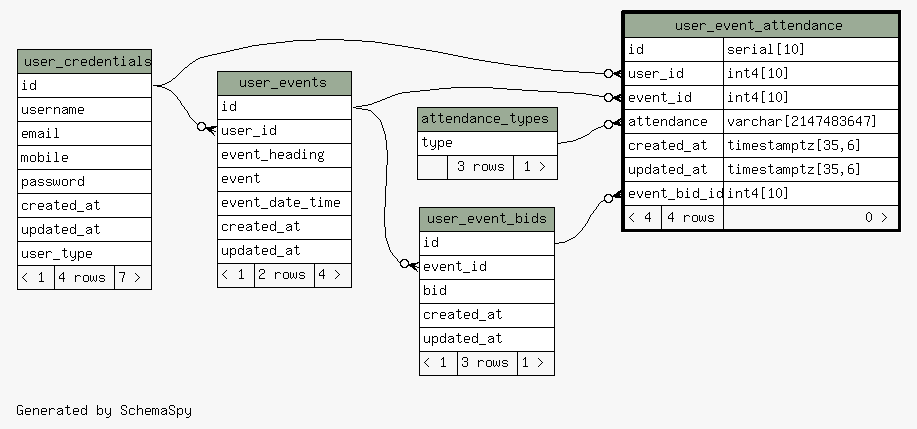 user_credentials
id
username
email
mobile
password
created_at
updated_at
user_type
< 1 4 rows 7 >
user_events
id
user_id
event_heading
event
event_date_time
created_at
updated_at
< 1 2 rows 4 >
attendance_types
type
3 rows 1 >
user_event_bids
id
event_id
bid
created_at
updated_at
< 1 3 rows 1 >
user_event_attendance
id serial[10]
user_id int4[10]
event_id int4[10]
attendance varchar[2147483647]
created_at timestamptz[35,6]
updated_at timestamptz[35,6]
event_bid_id int4[10]
< 4 4 rows 0 >
Generated by SchemaSpy